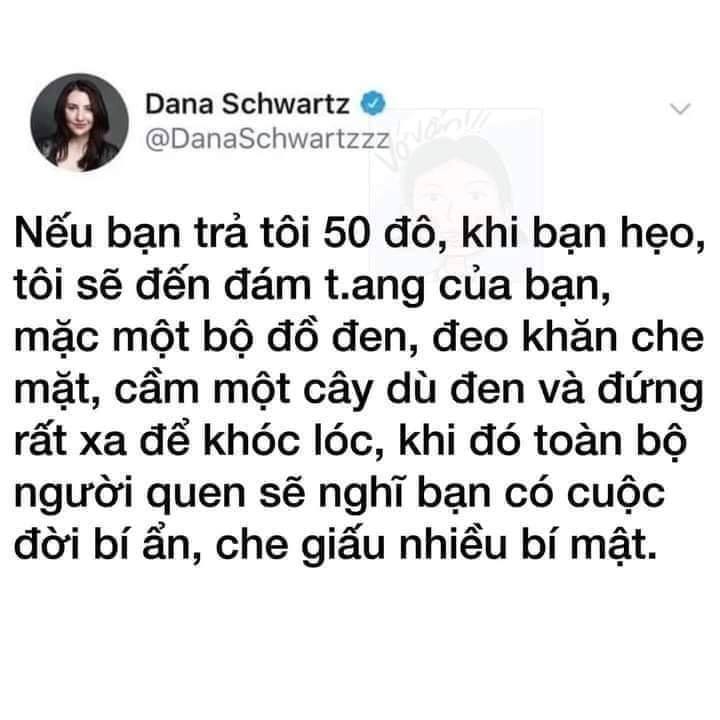 Dana Schwartz
@DanaSchwartzzz
Vô văn!!
Nếu bạn trả tôi 50 đô, khi bạn hẹo,
tôi sẽ đến đám t.ang của bạn,
mặc một bộ đồ đen, đeo khăn che
mặt, cầm một cây dù đen và đứng
rất xa để khóc lóc, khi đó toàn bộ
người quen sẽ nghĩ bạn có cuộc
đời bí ẩn, che giấu nhiều bí mật.